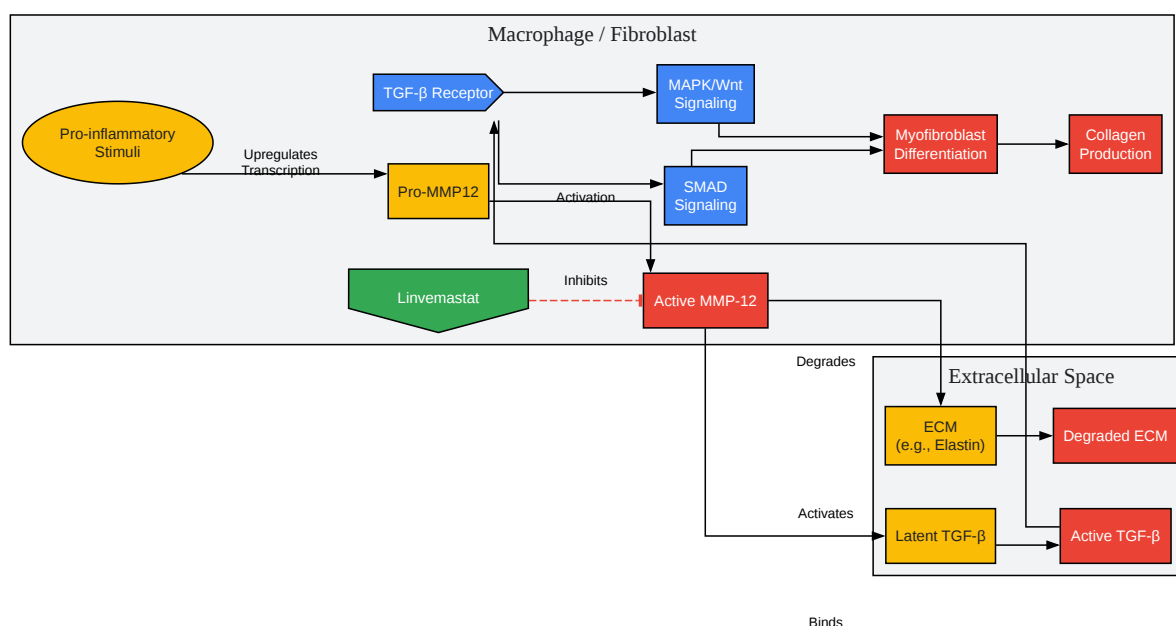 Macrophage / Fibroblast
TGF-β Receptor
MAPK/Wnt
Signaling
Pro-inflammatory
Stimuli
Upregulates
Transcription
Myofibroblast
Differentiation
Collagen
Production
Pro-MMP12
Activation
SMAD
Signaling
Linvemastat
Inhibits
Active MMP-12
Degrades
Extracellular Space
ECM
(e.g., Elastin)
Degraded ECM
Activates
Latent TGF-β
Active TGF-β
Binds